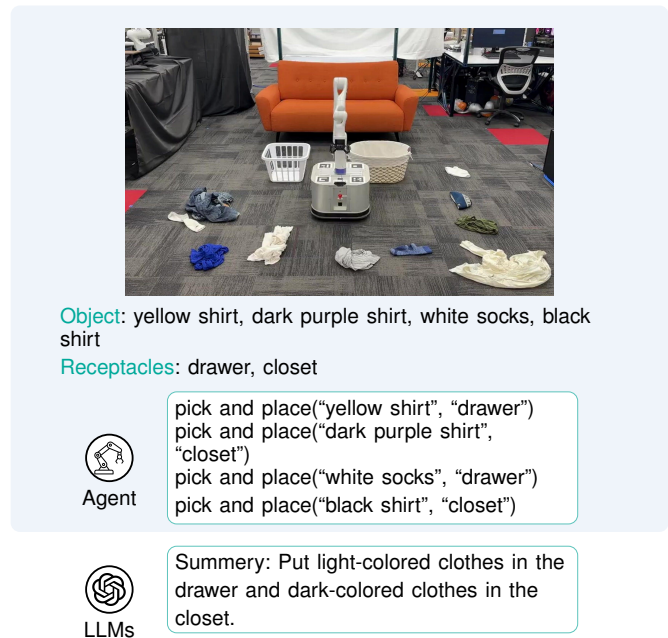 Object: yellow shirt, dark purple shirt, white socks, black
shirt
Receptacles: drawer, closet
pick and place(“yellow shirt”, “drawer”)
pick and place(“dark purple shirt”,
“closet”)
pick and place(“white socks”, “drawer”)
pick and place(“black shirt”, “closet”)
Agent
Summery: Put light-colored clothes in the
drawer and dark-colored clothes in the
closet.
LLMs